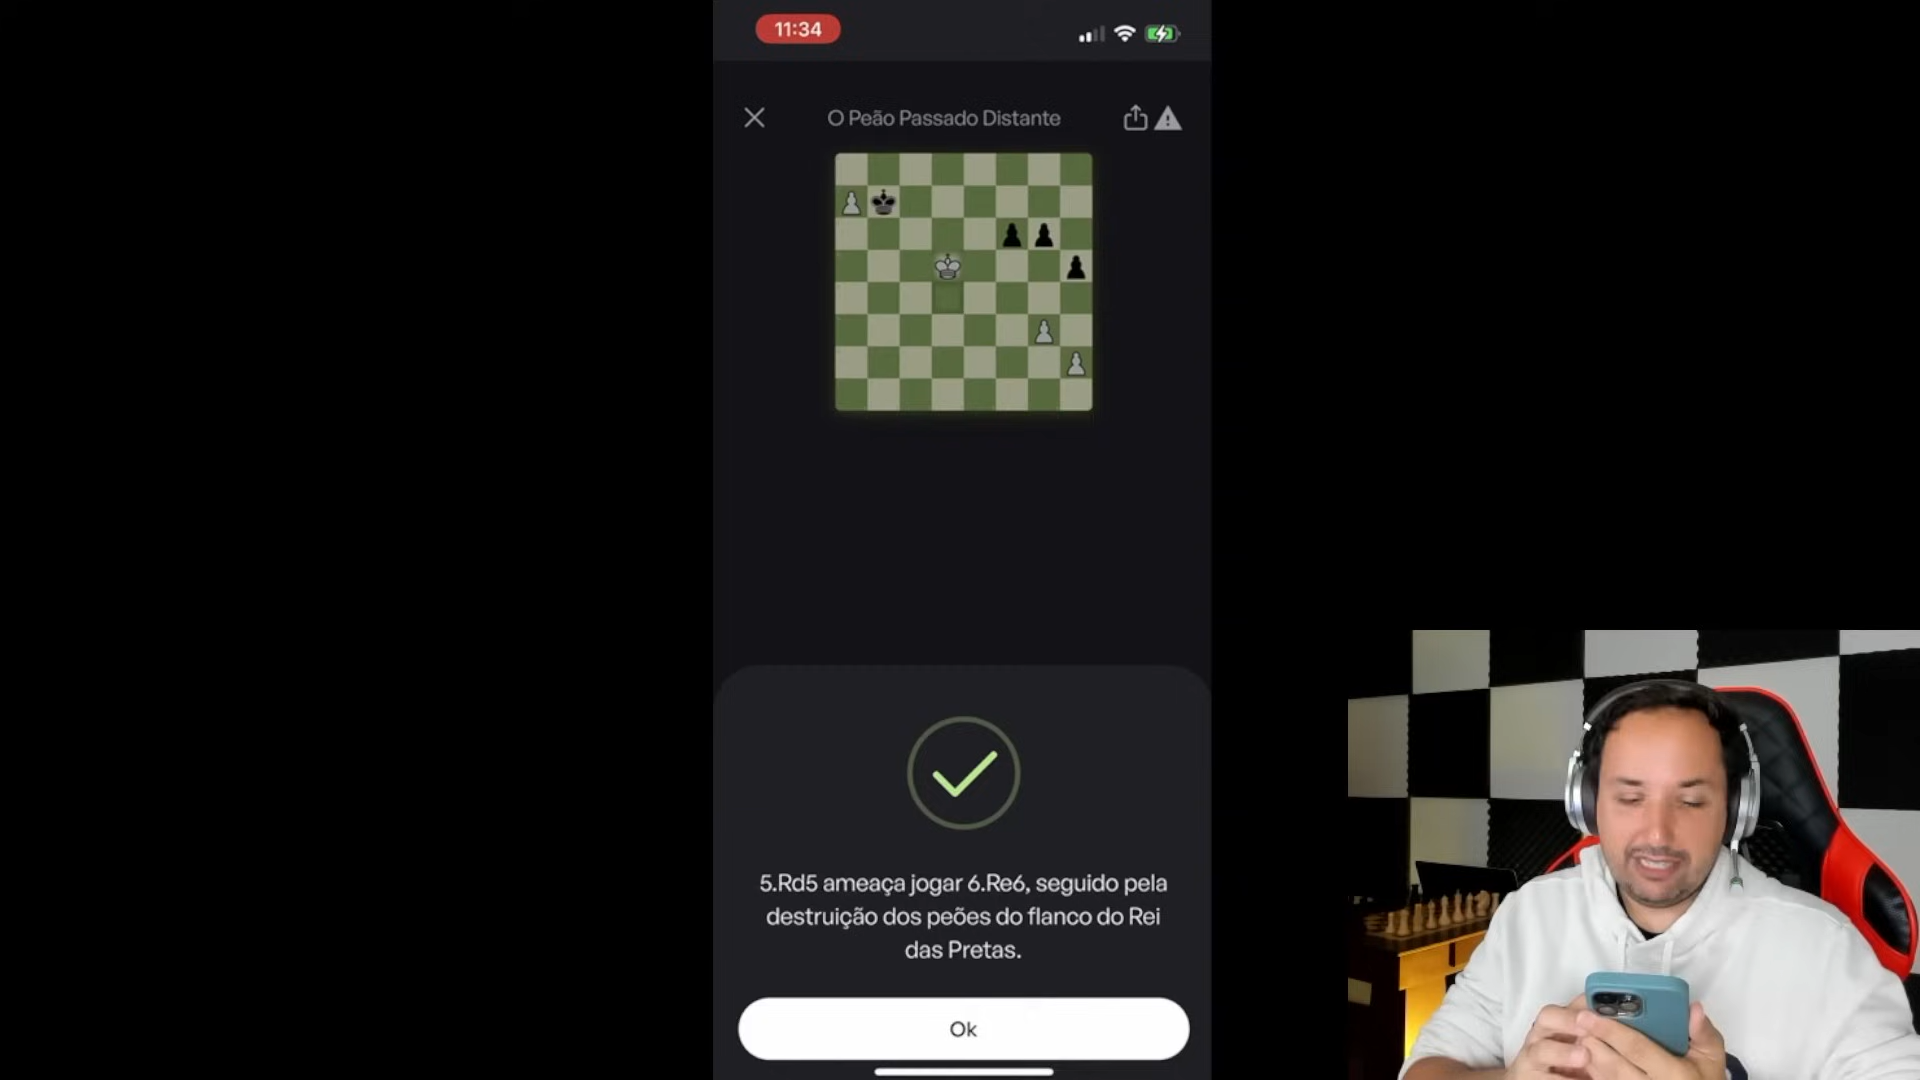 11:34
O Peão Passado Distante
5.Rd5 ameaça jogar 6.Re6, seguido pela
destruição dos peões do flanco do Rei
das Pretas.
Ok